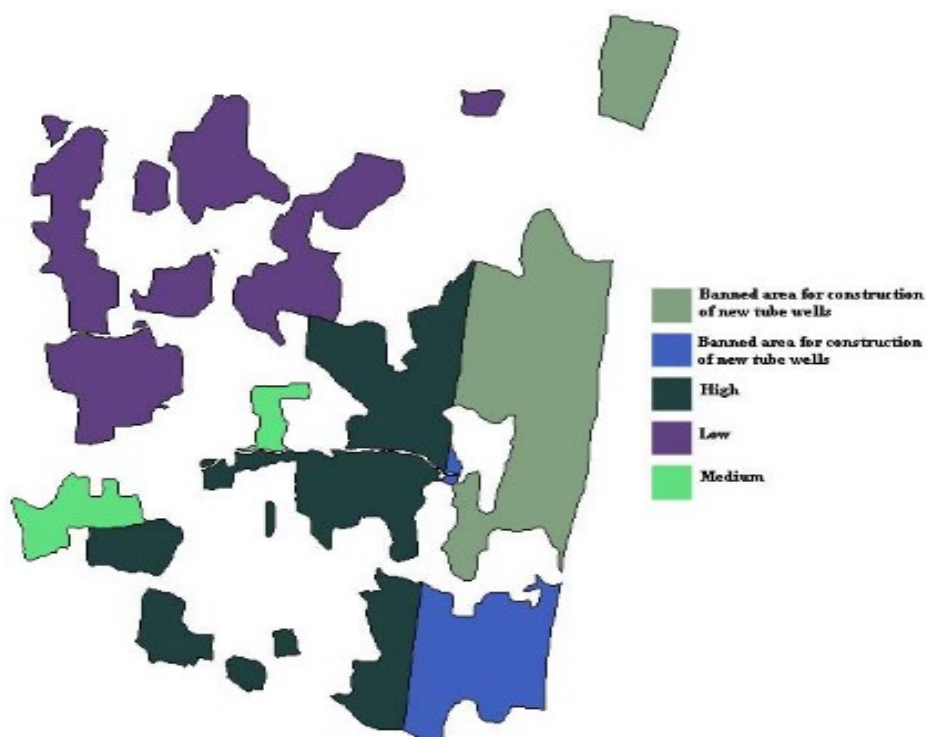 Banned area for construction
of new tube wells
Banned area for construction
of new tube wells
High
Low
Medium